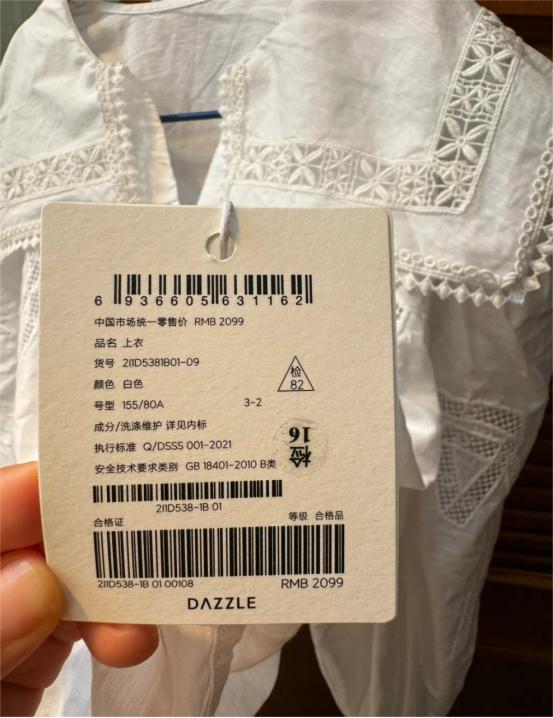 6 936605 631162
中国市场统一零售价 RMB 2099
品名 上衣
货号 2I1D5381B01-09
颜色 白色
检
82
号型 155/80A 3-2
成分/洗涤维护 详见内标
执行标准 Q/DSSS 001-2021
检
16
安全技术要求类别 GB 18401-2010 B类
2I1D538-1B 01
合格证 等级 合格品
2I1D538-1B 01 00108 RMB 2099
DAZZLE